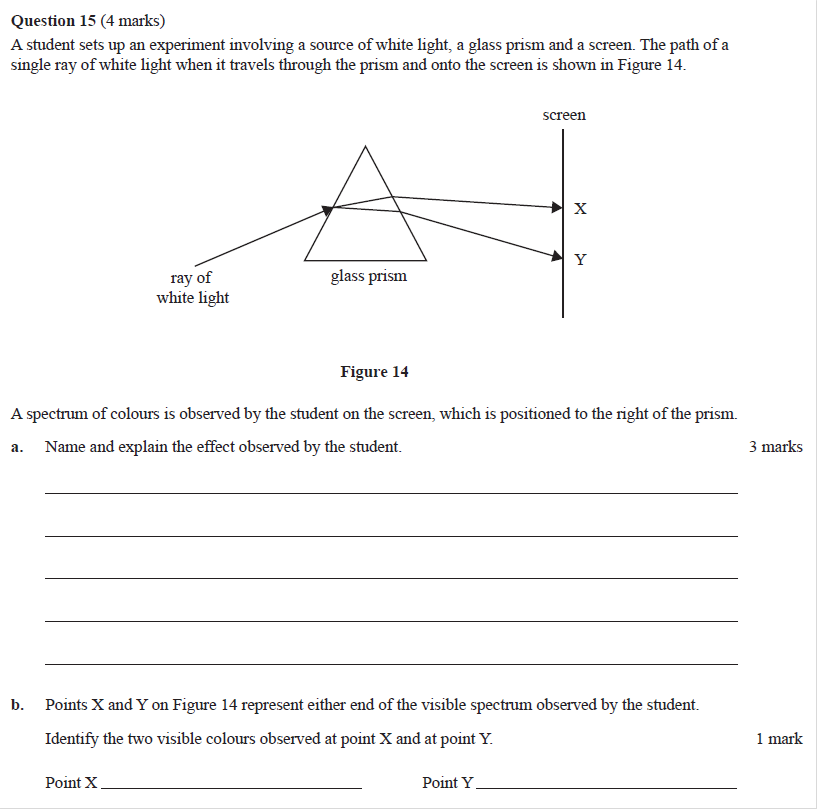 Question 15 (4 marks)
A student sets up an experiment involving a source of white light, a glass prism and a screen. The path of a
single ray of white light when it travels through the prism and onto the screen is shown in Figure 14.
screen
X
Y
ray of
white light
glass prism
Figure 14
A spectrum of colours is observed by the student on the screen, which is positioned to the right of the prism.
a. Name and explain the effect observed by the student. 3 marks
b. Points X and Y on Figure 14 represent either end of the visible spectrum observed by the student.
Identify the two visible colours observed at point X and at point Y. 1 mark
Point X Point Y